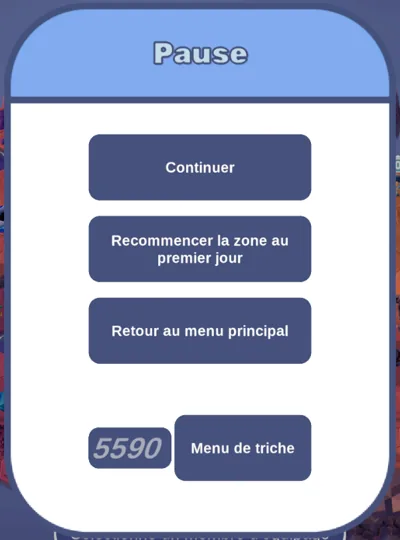 Pause
Continuer
Recommencer la zone au
premier jour
Retour au menu principal
5590
Menu de triche